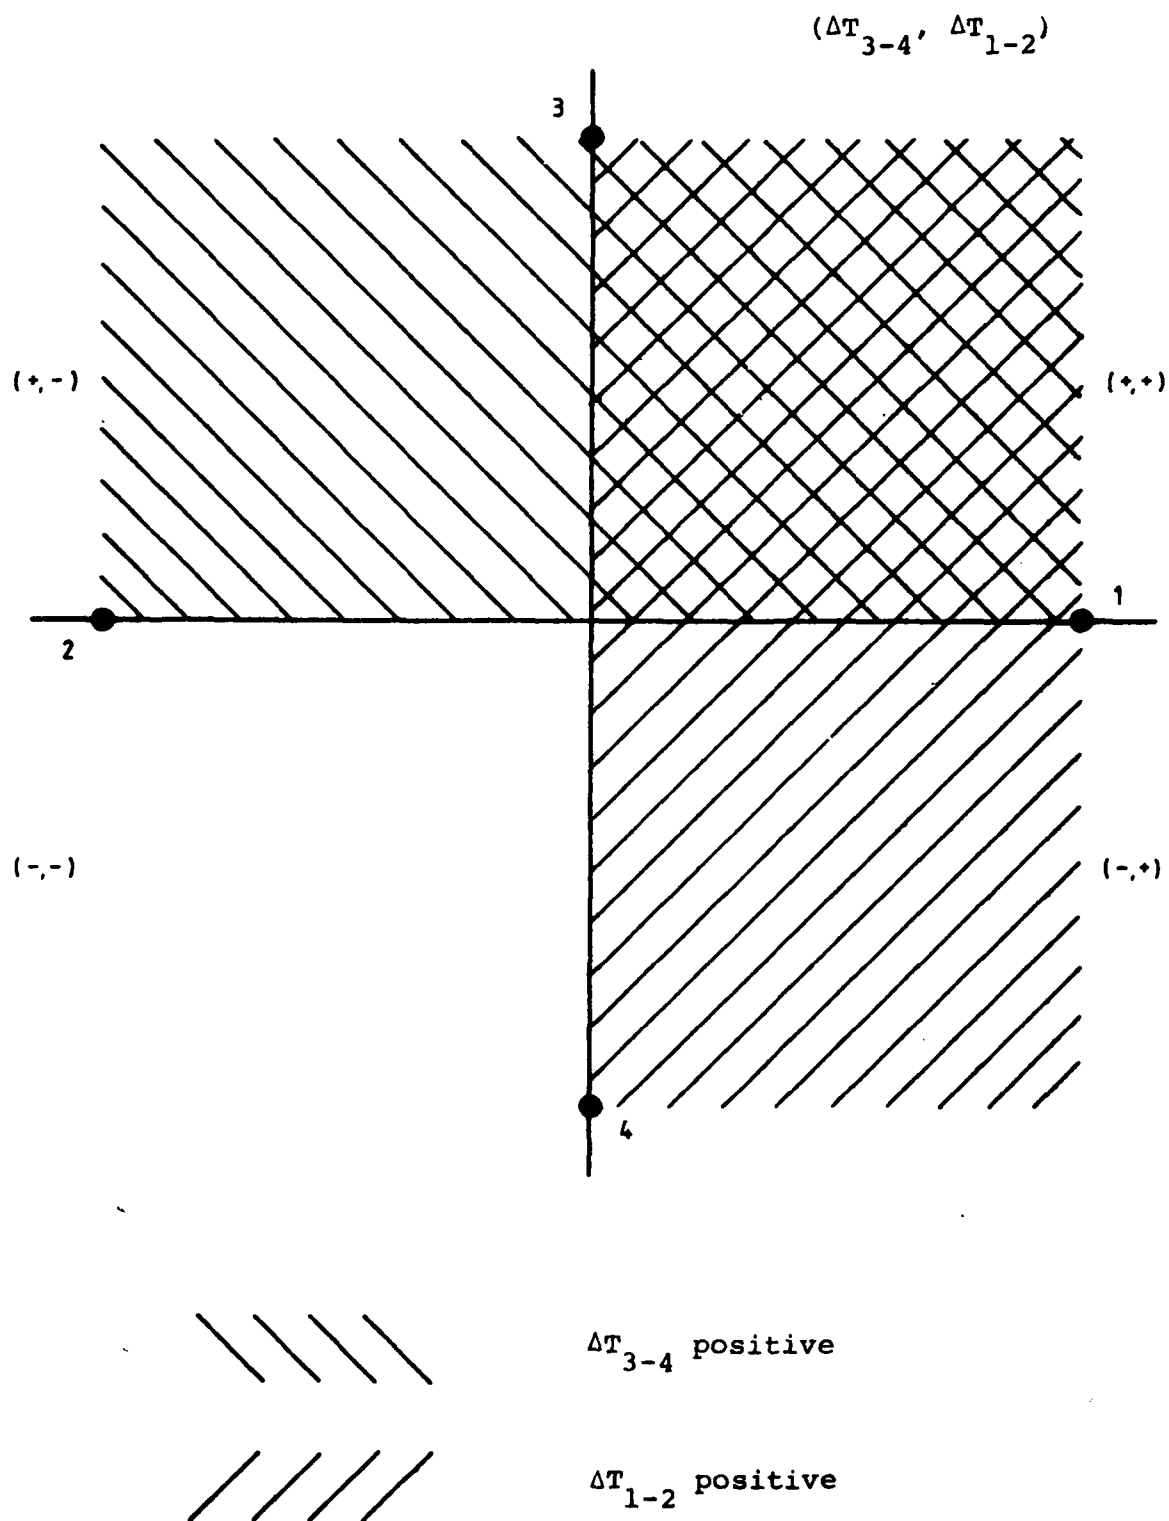 (ΔT3-4, ΔT1-2)
3
(+,-)
(+,+)
1
2
(-,-)
(-,+)
4
ΔT3-4 positive
ΔT1-2 positive